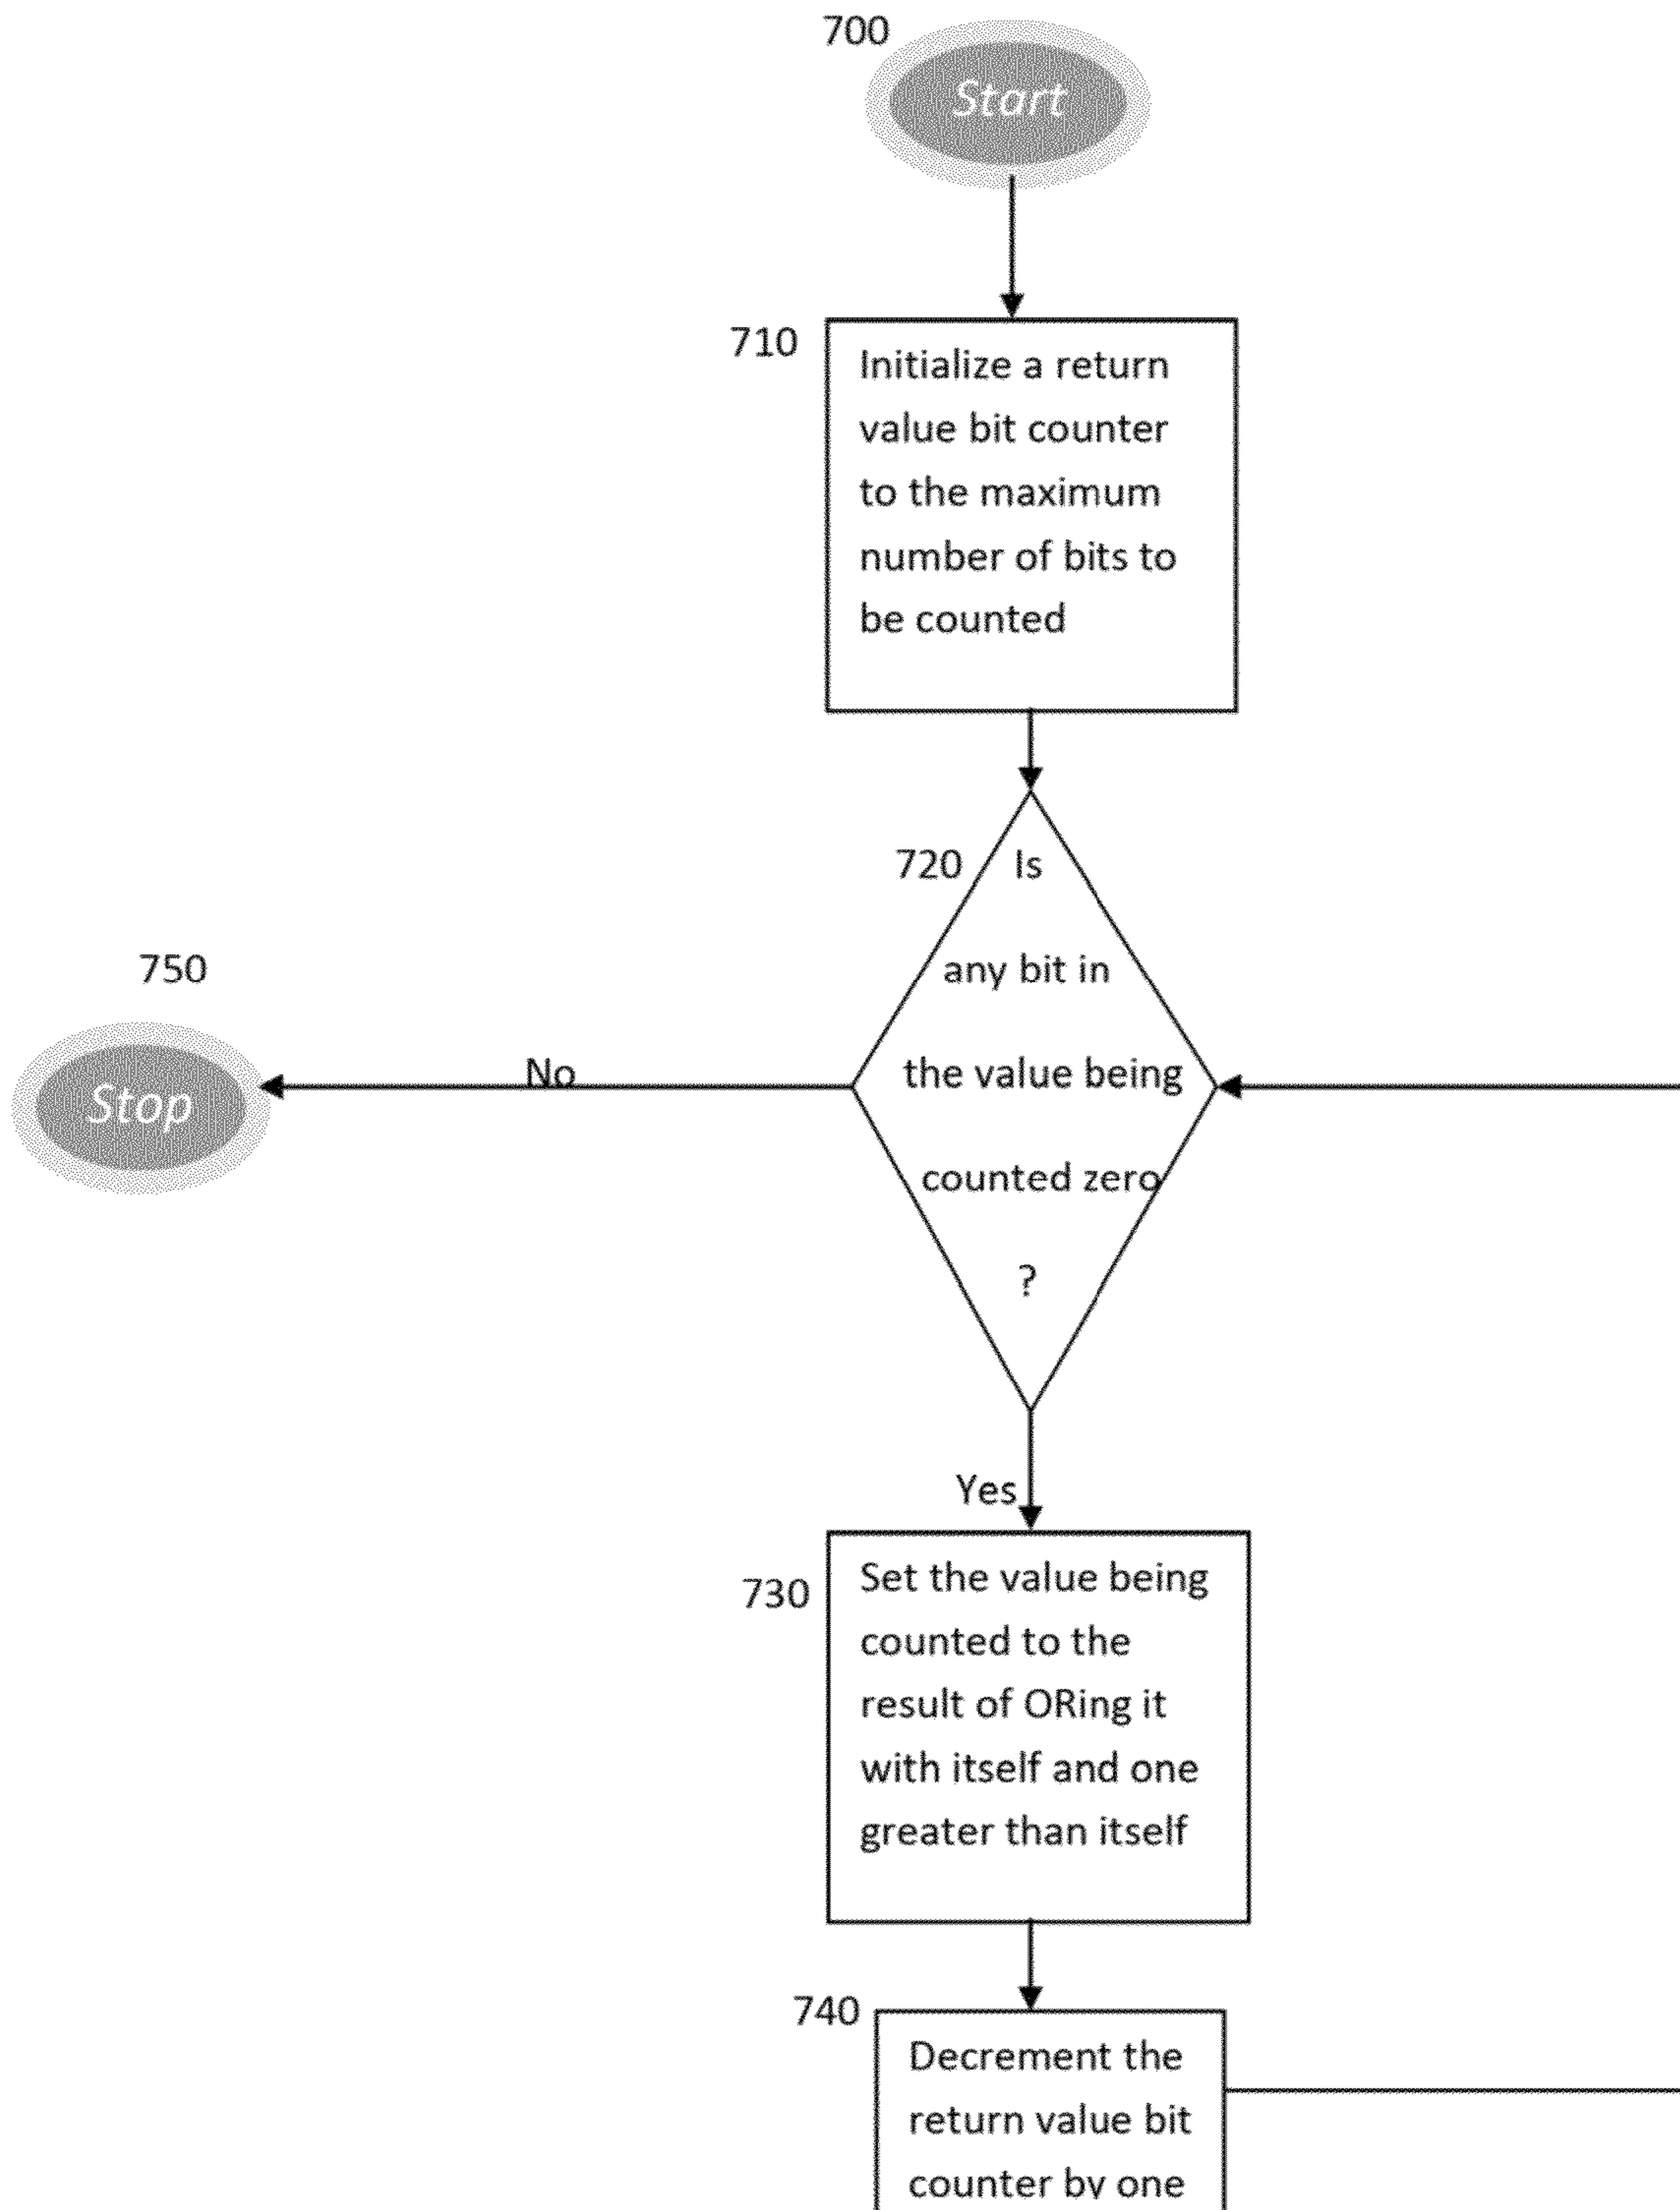 700
Start
710
Initialize a return
value bit counter
to the maximum
number of bits to
be counted
720
Is
any bit in
the value being
counted zero
?
750
No
Stop
Yes
730
Set the value being
counted to the
result of ORing it
with itself and one
greater than itself
740
Decrement the
return value bit
counter by one